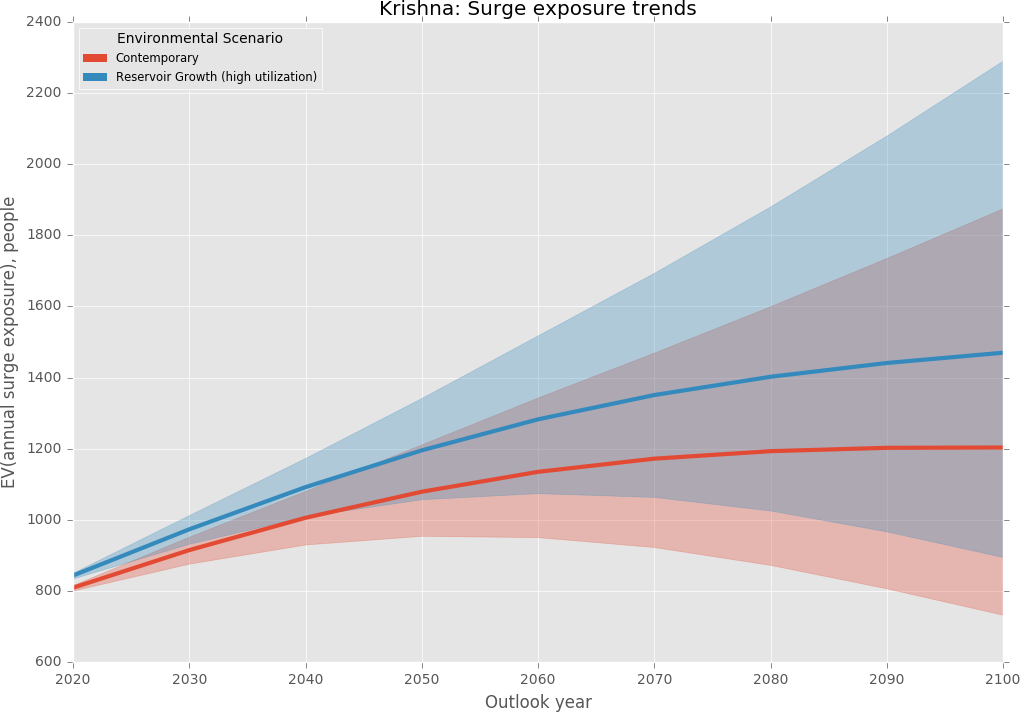 Krishna: Surge exposure trends
2400
2200
2000
1800
1600
1400
1200
1000
800
600
EV(annual surge exposure), people
Environmental Scenario
Contemporary
Reservoir Growth (high utilization)
2020 2030 2040 2050 2060 2070 2080 2090 2100
Outlook year